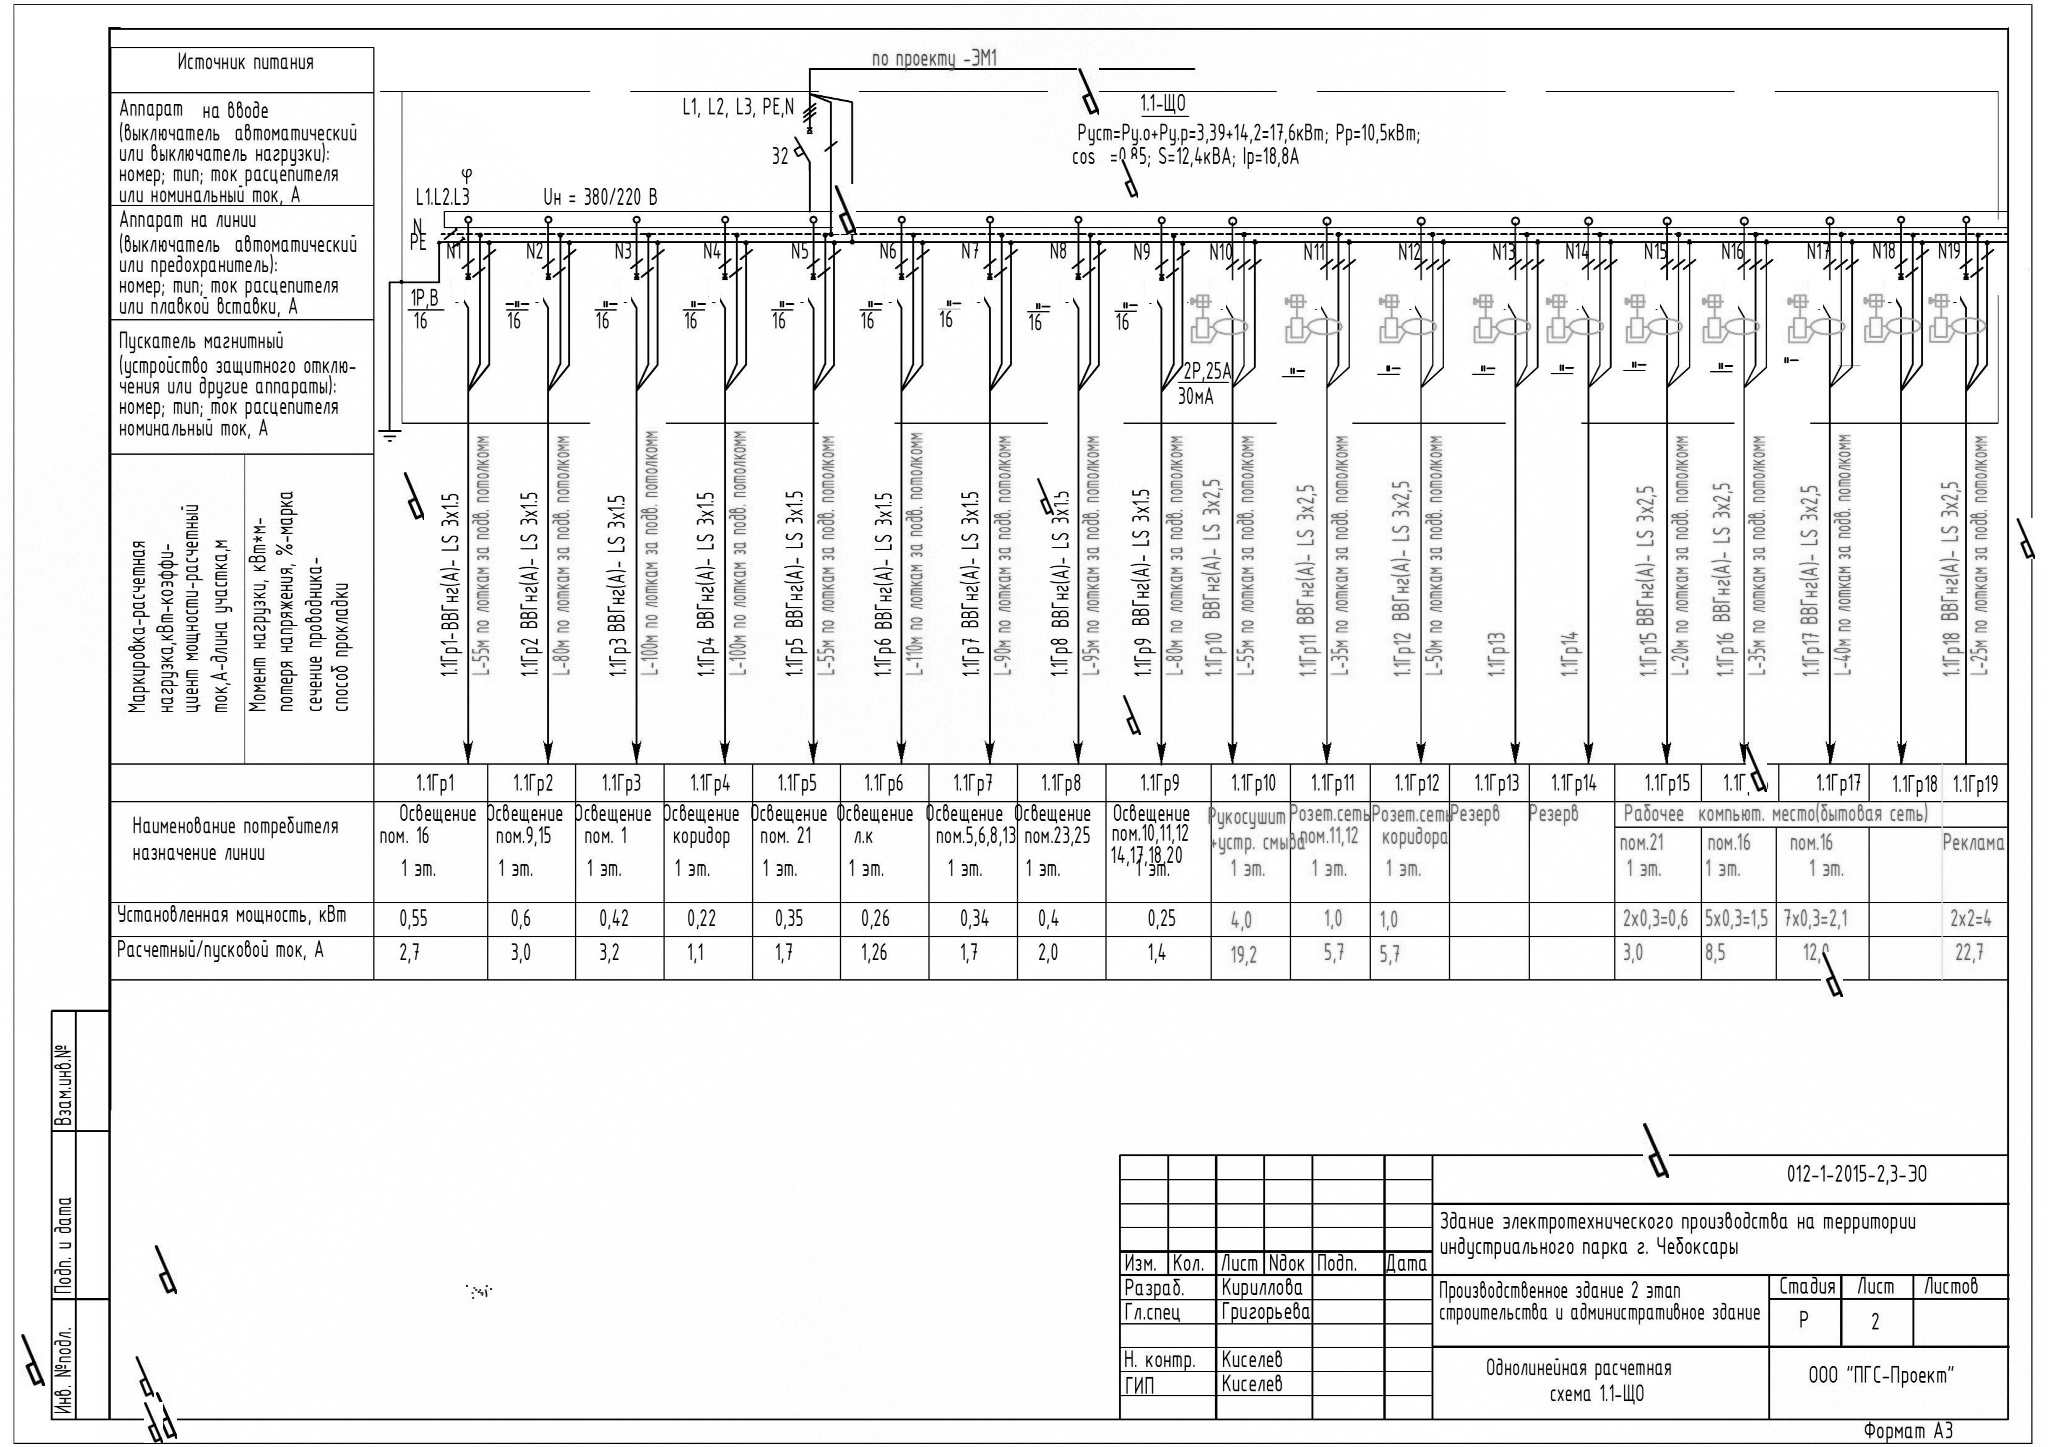 Источник питания
Аппарат на вводе
(выключатель автоматический
или выключатель нагрузки):
номер; тип; ток расцепителя
или номинальный ток, А
Аппарат на линии
(выключатель автоматический
или предохранитель):
номер; тип; ток расцепителя
или плавкой вставки, А
Пускатель магнитный
(устройство защитного отклю-
чения или другие аппараты):
номер; тип; ток расцепителя
номинальный ток, А
Маркировка-расчетная
нагрузка,кВт-коэффи-
циент мощности-расчетный
ток,А-длина участка,м
Момент нагрузки, кВт*м-
потеря напряжения, %-марка
сечение проводника-
способ прокладки
по проекту -ЭМ1
L1, L2, L3, PE,N
32
1.1-ЩО
Руст=Ру.о+Ру.р=3,39+14,2=17,6кВт; Рр=10,5кВт;
cos =0,85; S=12,4кВА; Iр=18,8А
φ
L1.L2.L3
Uн = 380/220 В
N
PE
N1 N2 N3 N4 N5 N6 N7 N8 N9 N10 N11 N12 N13 N14 N15 N16 N17 N18 N19
1Р,В
16
-"- 16
-"- 16
-"- 16
-"- 16
-"- 16
-"- 16
-"- 16
-"- 16
2Р,25А
30мА
-"- -"- -"- -"- -"- -"- -"-
1.1Гр1-ВВГнг(А)- LS 3х1.5
L-55м по лоткам за подв. потолкомм
1.1Гр2 ВВГнг(А)- LS 3х1.5
L-80м по лоткам за подв. потолкомм
1.1Гр3 ВВГнг(А)- LS 3х1.5
L-100м по лоткам за подв. потолкомм
1.1Гр4 ВВГнг(А)- LS 3х1.5
L-100м по лоткам за подв. потолкомм
1.1Гр5 ВВГнг(А)- LS 3х1.5
L-55м по лоткам за подв. потолкомм
1.1Гр6 ВВГнг(А)- LS 3х1.5
L-110м по лоткам за подв. потолкомм
1.1Гр7 ВВГнг(А)- LS 3х1.5
L-90м по лоткам за подв. потолкомм
1.1Гр8 ВВГнг(А)- LS 3х1.5
L-95м по лоткам за подв. потолкомм
1.1Гр9 ВВГнг(А)- LS 3х1.5
L-80м по лоткам за подв. потолкомм
1.1Гр10 ВВГнг(А)- LS 3х2,5
L-55м по лоткам за подв. потолкомм
1.1Гр11 ВВГнг(А)- LS 3х2,5
L-35м по лоткам за подв. потолкомм
1.1Гр12 ВВГнг(А)- LS 3х2,5
L-50м по лоткам за подв. потолкомм
1.1Гр13
1.1Гр14
1.1Гр15 ВВГнг(А)- LS 3х2,5
L-20м по лоткам за подв. потолкомм
1.1Гр16 ВВГнг(А)- LS 3х2,5
L-35м по лоткам за подв. потолкомм
1.1Гр17 ВВГнг(А)- LS 3х2,5
L-40м по лоткам за подв. потолкомм
1.1Гр18 ВВГнг(А)- LS 3х2,5
L-25м по лоткам за подв. потолкомм
1.1Гр1 1.1Гр2 1.1Гр3 1.1Гр4 1.1Гр5 1.1Гр6 1.1Гр7 1.1Гр8 1.1Гр9 1.1Гр10 1.1Гр11 1.1Гр12 1.1Гр13 1.1Гр14 1.1Гр15 1.1Г 1.1Гр17 1.1Гр18 1.1Гр19
Наименование потребителя
назначение линии
Освещение
пом. 16
1 эт.
Освещение
пом.9,15
1 эт.
Освещение
пом. 1
1 эт.
Освещение
коридор
1 эт.
Освещение
пом. 21
1 эт.
Освещение
л.к
1 эт.
Освещение
пом.5,6,8,13
1 эт.
Освещение
пом.23,25
1 эт.
Освещение
пом.10,11,12
14,17,18,20
1 эт.
Рукосушит
+устр. смыва
1 эт.
Розет.сеть
пом.11,12
1 эт.
Розет.сеть
коридора
1 эт.
Резерв
Резерв
Рабочее компьют. место(бытовая сеть)
пом.21
1 эт.
пом.16
1 эт.
пом.16
1 эт.
Реклама
Установленная мощность, кВт 0,55 0,6 0,42 0,22 0,35 0,26 0,34 0,4 0,25 4,0 1,0 1,0 2х0,3=0,6 5х0,3=1,5 7х0,3=2,1 2х2=4
Расчетный/пусковой ток, А 2,7 3,0 3,2 1,1 1,7 1,26 1,7 2,0 1,4 19,2 5,7 5,7 3,0 8,5 12,0 22,7
Взам.инв.№
Подп. и дата
Инв. №подл.
012-1-2015-2,3-ЭО
Здание электротехнического производства на территории
индустриального парка г. Чебоксары
Изм. Кол. Лист Nдок Подп. Дата
Разраб. Кириллова
Гл.спец Григорьева
Н. контр. Киселев
ГИП Киселев
Производственное здание 2 этап
строительства и административное здание
Стадия Лист Листов
Р 2
Однолинейная расчетная
схема 1.1-ЩО
ООО "ПГС-Проект"
Формат А3